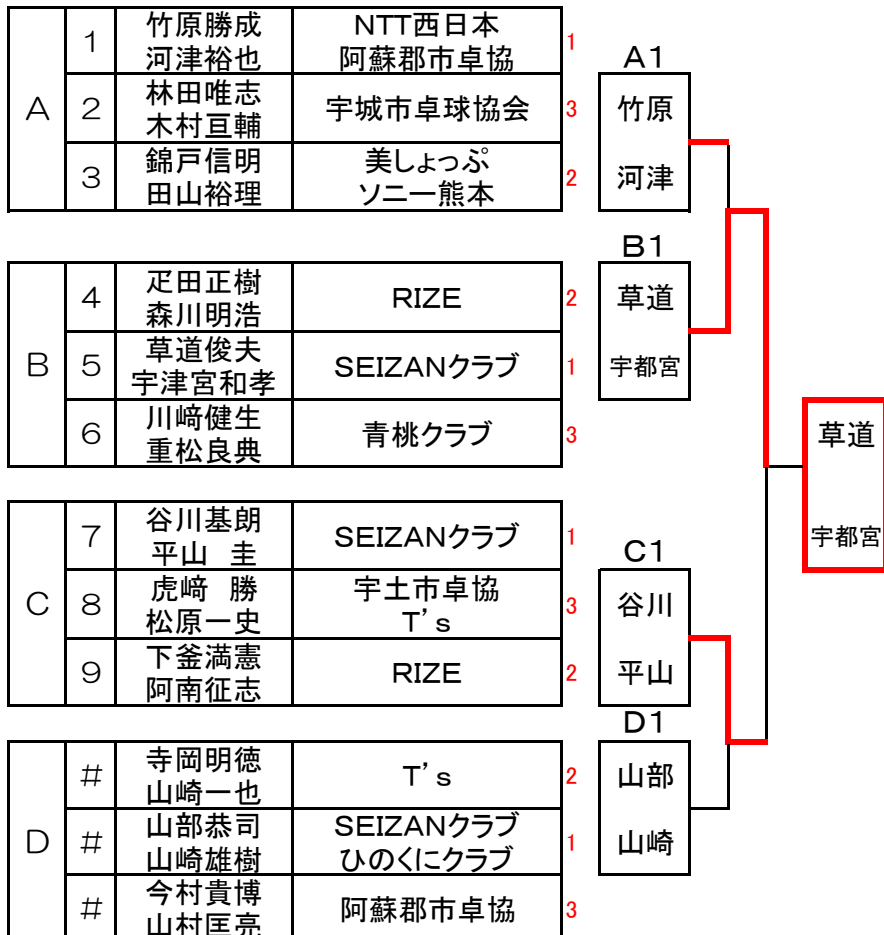 A
1
竹原勝成
河津裕也
NTT西日本
阿蘇郡市卓協
1
2
林田唯志
木村亘輔
宇城市卓球協会
3
3
錦戸信明
田山裕理
美しょっぷ
ソニー熊本
2
B
4
疋田正樹
森川明浩
RIZE
2
5
草道俊夫
宇津宮和孝
SEIZANクラブ
1
6
川﨑健生
重松良典
青桃クラブ
3
C
7
谷川基朗
平山 圭
SEIZANクラブ
1
8
虎﨑 勝
松原一史
宇土市卓協
T's
3
9
下釜満憲
阿南征志
RIZE
2
D
#
寺岡明徳
山崎一也
T's
2
#
山部恭司
山崎雄樹
SEIZANクラブ
ひのくにクラブ
1
#
今村貴博
山村匡亮
阿蘇郡市卓協
3
A1
竹原
河津
B1
草道
宇都宮
C1
谷川
平山
D1
山部
山崎
草道
宇都宮